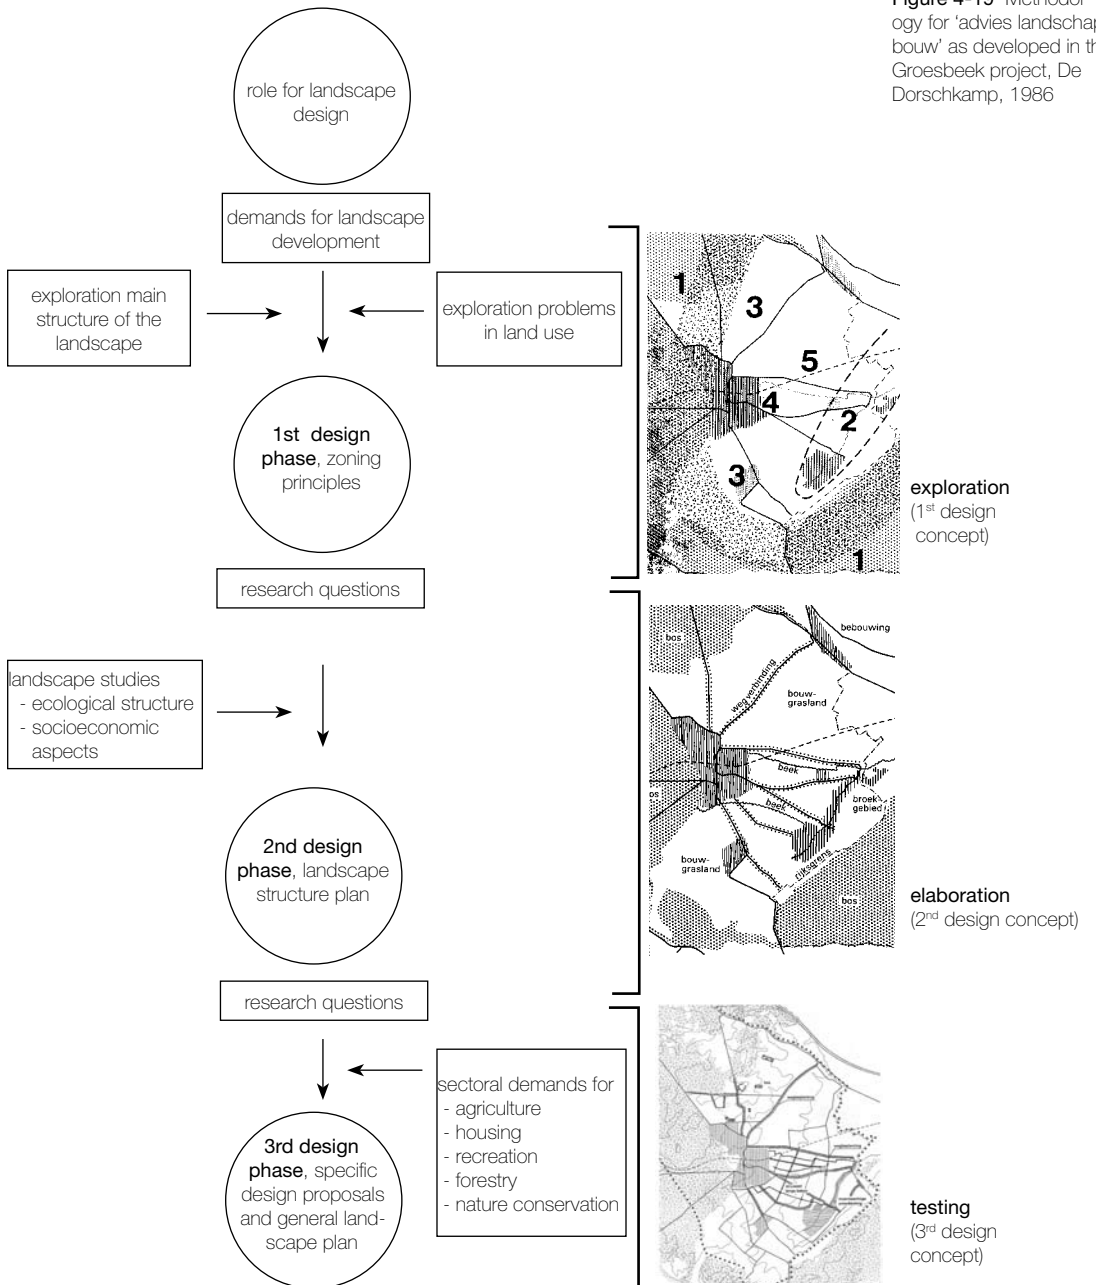 Figure 4-19 Methodol-
ogy for ‘advies landschap
bouw’ as developed in th
Groesbeek project, De
Dorschkamp, 1986
role for landscape
design
demands for landscape
development
exploration main
structure of the
landscape
exploration problems
in land use
1st design
phase, zoning
principles
research questions
1
3
5
4
2
3
1
exploration
(1st design
concept)
landscape studies
- ecological structure
- socioeconomic
aspects
2nd design
phase, landscape
structure plan
research questions
bos
bebouwing
wegverbinding
bouw-
grasland
beek
beek
os
broek
gebied
bouw-
grasland
rijksgrens
bos
elaboration
(2nd design concept)
sectoral demands for
- agriculture
- housing
- recreation
- forestry
- nature conservation
3rd design
phase, specific
design proposals
and general land-
scape plan
testing
(3rd design
concept)